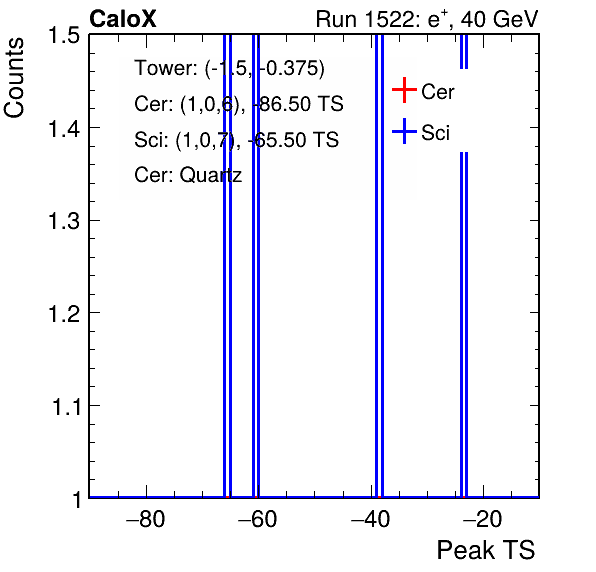 CaloX Run 1522: e+, 40 GeV
Counts
1.5
1.4
1.3
1.2
1.1
1
Tower: (-1.5, -0.375)
Cer: (1,0,6), -86.50 TS
Sci: (1,0,7), -65.50 TS
Cer: Quartz
Cer
Sci
−80 −60 −40 −20
Peak TS